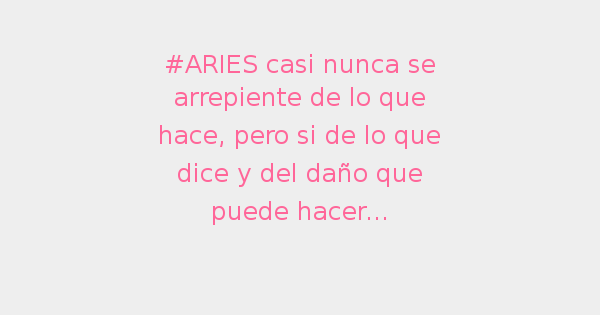 #ARIES casi nunca se
arrepiente de lo que
hace, pero si de lo que
dice y del daño que
puede hacer...